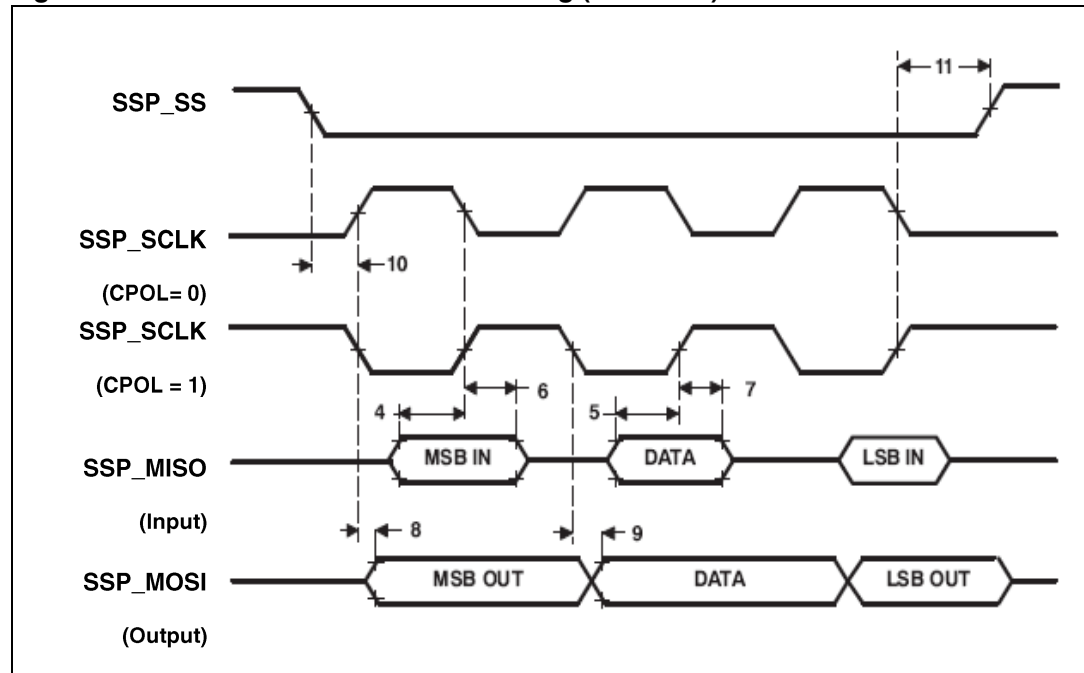 SSP_SS
11
SSP_SCLK
10
(CPOL= 0)
SSP_SCLK
(CPOL = 1)
4
6
5
7
SSP_MISO
MSB IN
DATA
LSB IN
(Input)
8
9
SSP_MOSI
MSB OUT
DATA
LSB OUT
(Output)